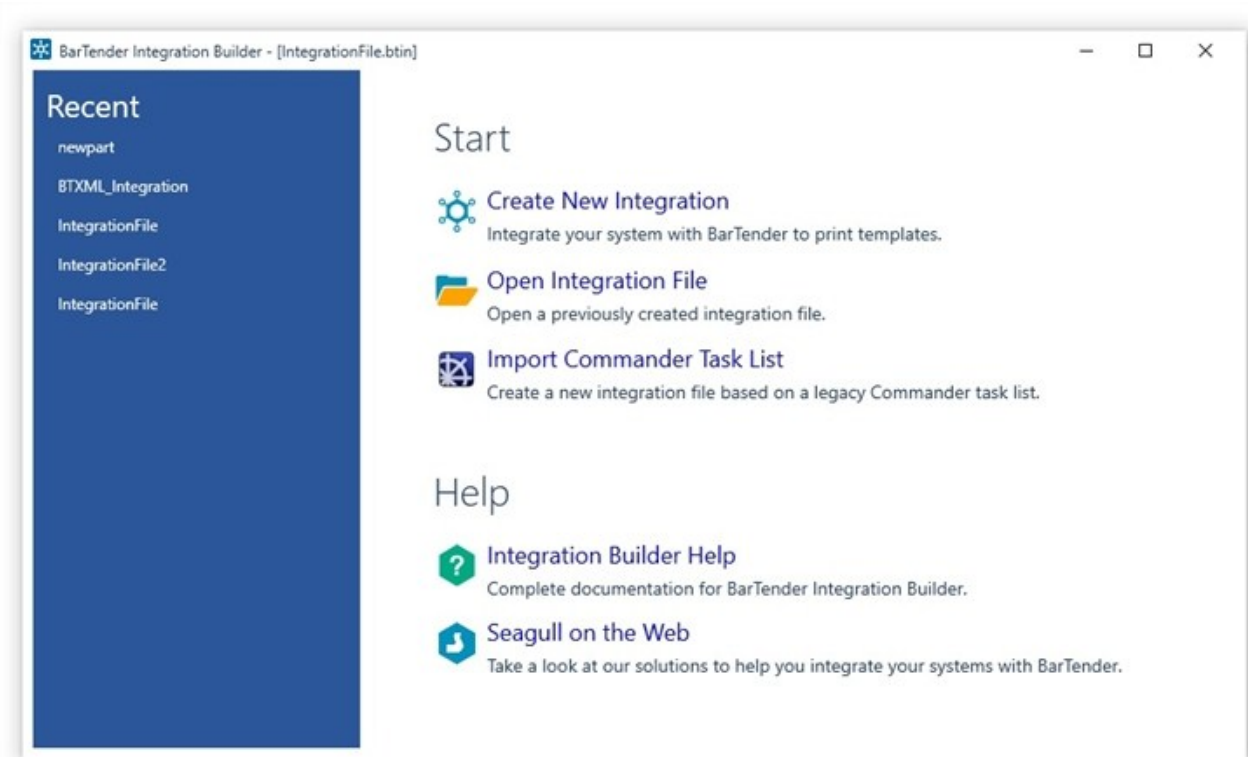 BarTender Integration Builder - [IntegrationFile.btin]
Recent
newpart
BTXML_Integration
IntegrationFile
IntegrationFile2
IntegrationFile
Start
Create New Integration
Integrate your system with BarTender to print templates.
Open Integration File
Open a previously created integration file.
Import Commander Task List
Create a new integration file based on a legacy Commander task list.
Help
Integration Builder Help
Complete documentation for BarTender Integration Builder.
Seagull on the Web
Take a look at our solutions to help you integrate your systems with BarTender.